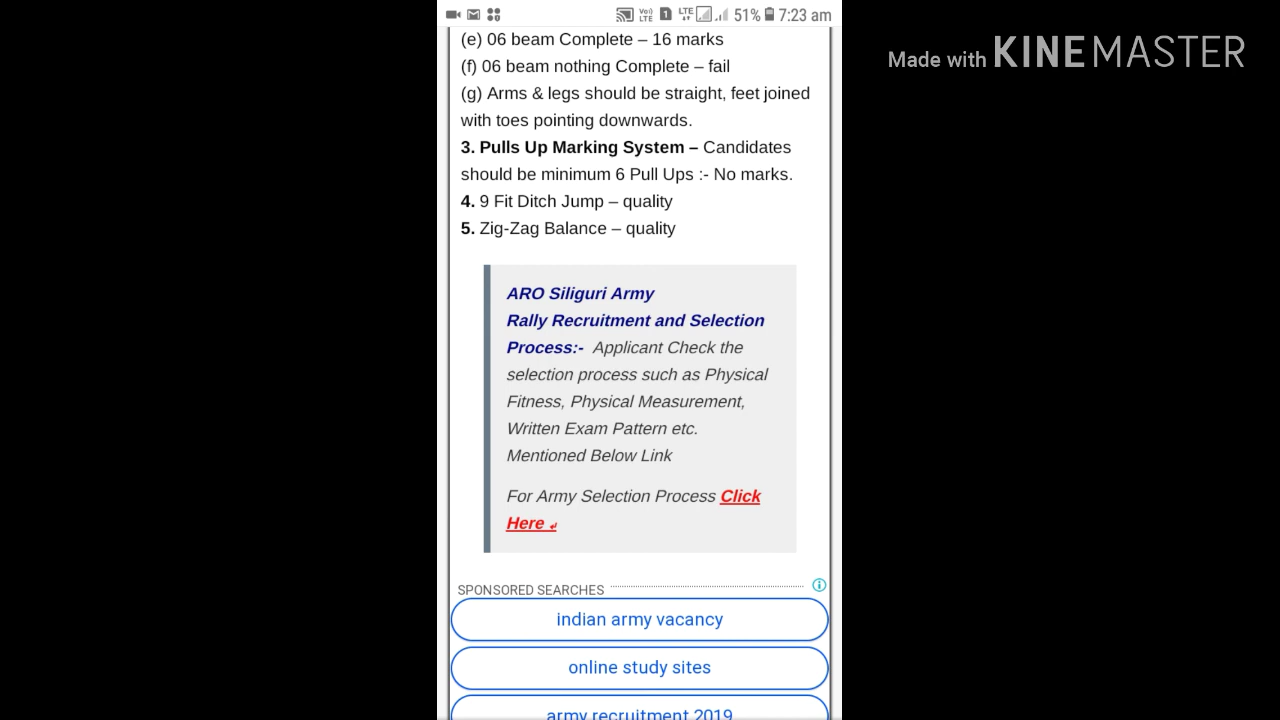 Vo)) LTE 1 LTE 51% 7:23 am
Made with KINEMASTER
(e) 06 beam Complete – 16 marks
(f) 06 beam nothing Complete – fail
(g) Arms & legs should be straight, feet joined
with toes pointing downwards.
3. Pulls Up Marking System – Candidates
should be minimum 6 Pull Ups :- No marks.
4. 9 Fit Ditch Jump – quality
5. Zig-Zag Balance – quality
ARO Siliguri Army
Rally Recruitment and Selection
Process:- Applicant Check the
selection process such as Physical
Fitness, Physical Measurement,
Written Exam Pattern etc.
Mentioned Below Link
For Army Selection Process Click
Here ↲
SPONSORED SEARCHES
indian army vacancy
online study sites
army recruitment 2019